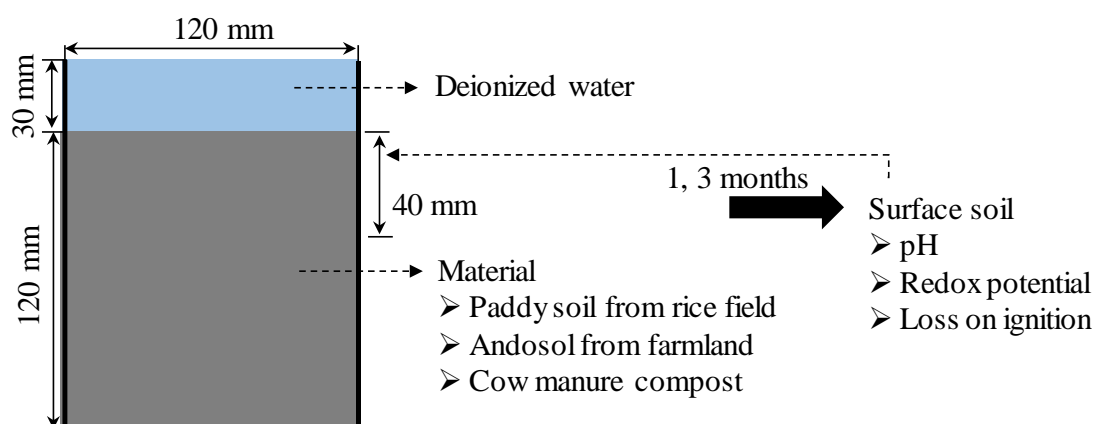 120 mm
30 mm
Deionized water
1, 3 months
40 mm
Surface soil
➢ pH
➢ Redox potential
➢ Loss on ignition
120 mm
Material
➢ Paddy soil from rice field
➢ Andosol from farmland
➢ Cow manure compost